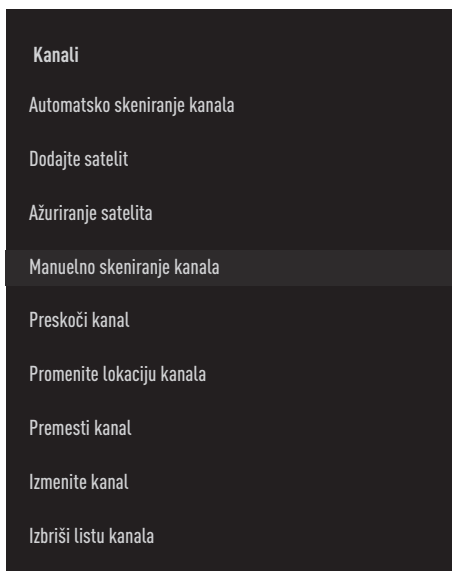 Kanali
Automatsko skeniranje kanala
Dodajte satelit
Ažuriranje satelita
Manuelno skeniranje kanala
Preskoči kanal
Promenite lokaciju kanala
Premesti kanal
Izmenite kanal
Izbriši listu kanala